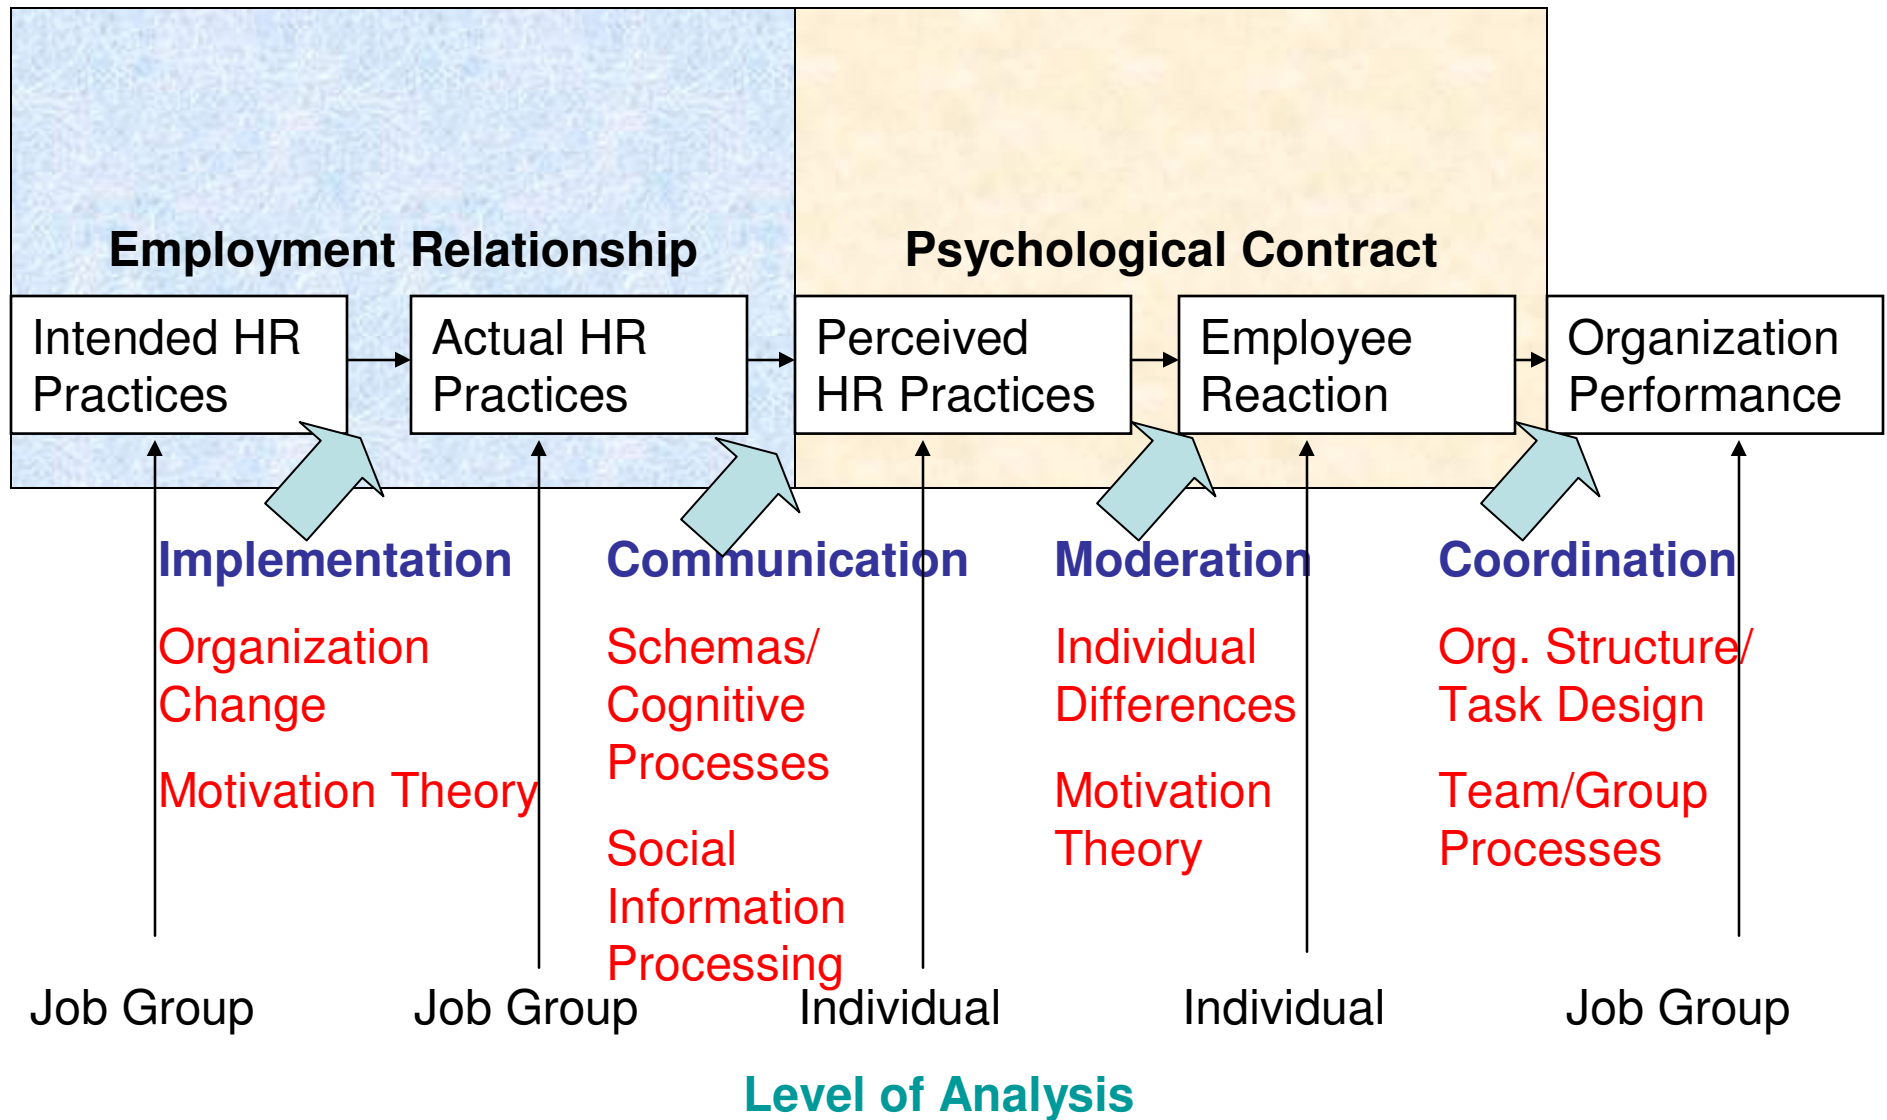 Employment Relationship
Psychological Contract
Intended HR
Practices
Actual HR
Practices
Perceived
HR Practices
Employee
Reaction
Organization
Performance
Implementation
Organization
Change
Motivation Theory
Communication
Schemas/
Cognitive
Processes
Social
Information
Processing
Moderation
Individual
Differences
Motivation
Theory
Coordination
Org. Structure/
Task Design
Team/Group
Processes
Job Group
Job Group
Individual
Individual
Job Group
Level of Analysis